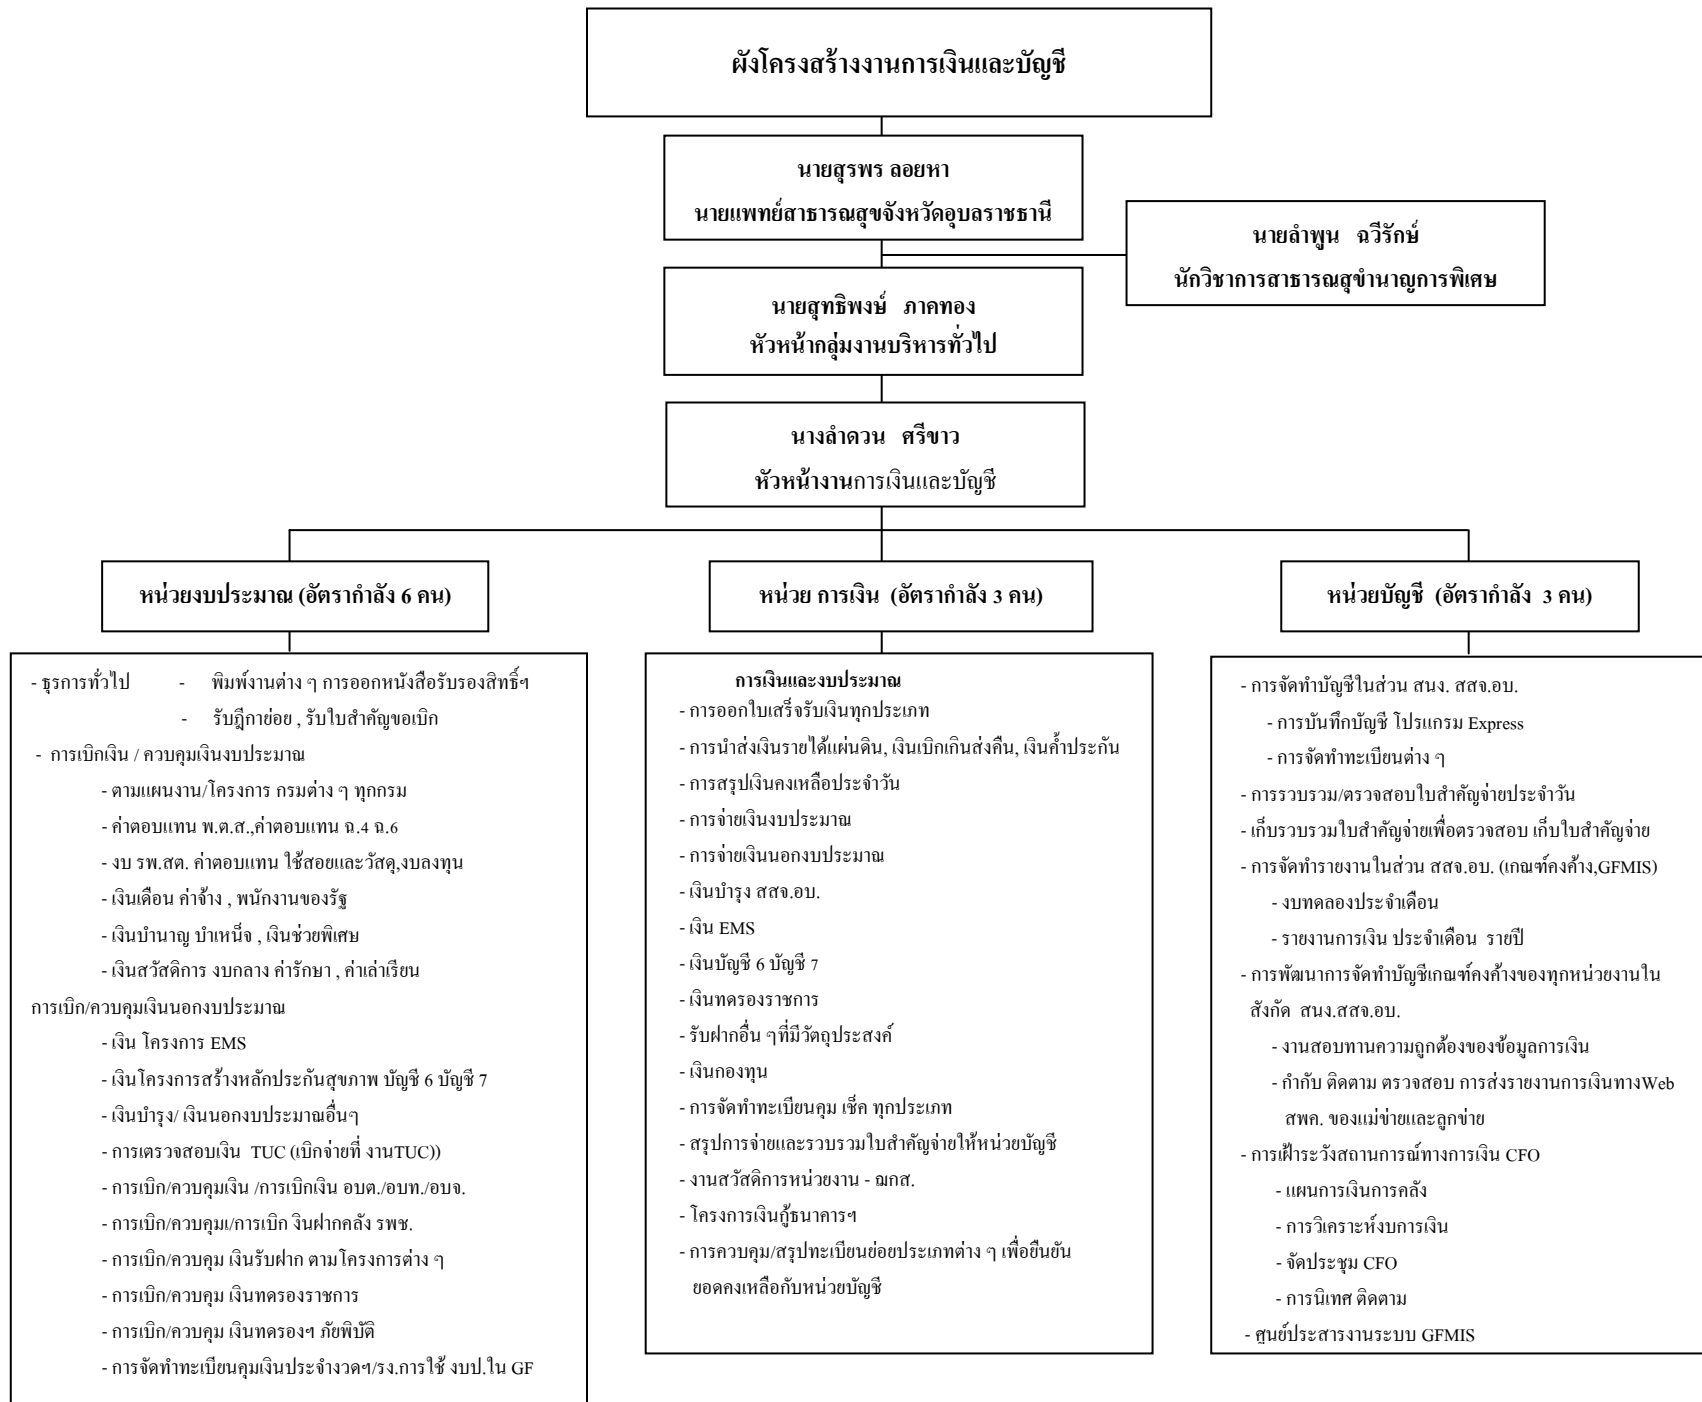 ผังโครงสร้างงานการเงินและบัญชี
นายสุรพร ลอยหา
นายแพทย์สาธารณสุขจังหวัดอุบลราชธานี
นายลำพูน ฉวีรักษ์
นักวิชาการสาธารณสุขำนาญการพิเศษ
นายสุทธิพงษ์ ภาคทอง
หัวหน้ากลุ่มงานบริหารทั่วไป
นางลำดวน ศรีขาว
หัวหน้างานการเงินและบัญชี
หน่วยงบประมาณ (อัตรากำลัง 6 คน)
- ธุรการทั่วไป - พิมพ์งานต่าง ๆ การออกหนังสือรับรองสิทธิ์ฯ
- รับฎีกาย่อย , รับใบสำคัญขอเบิก
- การเบิกเงิน / ควบคุมเงินงบประมาณ
- ตามแผนงาน/โครงการ กรมต่าง ๆ ทุกกรม
- ค่าตอบแทน พ.ต.ส.,ค่าตอบแทน ฉ.4 ฉ.6
- งบ รพ.สต. ค่าตอบแทน ใช้สอยและวัสดุ,งบลงทุน
- เงินเดือน ค่าจ้าง , พนักงานของรัฐ
- เงินบำนาญ บำเหน็จ , เงินช่วยพิเศษ
- เงินสวัสดิการ งบกลาง ค่ารักษา , ค่าเล่าเรียน
การเบิก/ควบคุมเงินนอกงบประมาณ
- เงิน โครงการ EMS
- เงินโครงการสร้างหลักประกันสุขภาพ บัญชี 6 บัญชี 7
- เงินบำรุง/ เงินนอกงบประมาณอื่นๆ
- การเตรวจสอบเงิน TUC (เบิกจ่ายที่ งานTUC))
- การเบิก/ควบคุมเงิน /การเบิกเงิน อบต./อบท./อบจ.
- การเบิก/ควบคุมเ/การเบิก งินฝากคลัง รพช.
- การเบิก/ควบคุม เงินรับฝาก ตามโครงการต่าง ๆ
- การเบิก/ควบคุม เงินทดรองราชการ
- การเบิก/ควบคุม เงินทดรองฯ ภัยพิบัติ
- การจัดทำทะเบียนคุมเงินประจำงวดฯ/รง.การใช้ งบป.ใน GF
หน่วย การเงิน (อัตรากำลัง 3 คน)
การเงินและงบประมาณ
- การออกใบเสร็จรับเงินทุกประเภท
- การนำส่งเงินรายได้แผ่นดิน, เงินเบิกเกินส่งคืน, เงินค้ำประกัน
- การสรุปเงินคงเหลือประจำวัน
- การจ่ายเงินงบประมาณ
- การจ่ายเงินนอกงบประมาณ
- เงินบำรุง สสจ.อบ.
- เงิน EMS
- เงินบัญชี 6 บัญชี 7
- เงินทดรองราชการ
- รับฝากอื่น ๆที่มีวัตถุประสงค์
- เงินกองทุน
- การจัดทำทะเบียนคุม เช็ค ทุกประเภท
- สรุปการจ่ายและรวบรวมใบสำคัญจ่ายให้หน่วยบัญชี
- งานสวัสดิการหน่วยงาน - ฌกส.
- โครงการเงินกู้ธนาคารฯ
- การควบคุม/สรุปทะเบียนย่อยประเภทต่าง ๆ เพื่อยืนยัน
ยอดคงเหลือกับหน่วยบัญชี
หน่วยบัญชี (อัตรากำลัง 3 คน)
- การจัดทำบัญชีในส่วน สนง. สสจ.อบ.
- การบันทึกบัญชี โปรแกรม Express
- การจัดทำทะเบียนต่าง ๆ
- การรวบรวม/ตรวจสอบใบสำคัญจ่ายประจำวัน
- เก็บรวบรวมใบสำคัญจ่ายเพื่อตรวจสอบ เก็บใบสำคัญจ่าย
- การจัดทำรายงานในส่วน สสจ.อบ. (เกณฑ์คงค้าง,GFMIS)
- งบทดลองประจำเดือน
- รายงานการเงิน ประจำเดือน รายปี
- การพัฒนาการจัดทำบัญชีเกณฑ์คงค้างของทุกหน่วยงานใน
สังกัด สนง.สสจ.อบ.
- งานสอบทานความถูกต้องของข้อมูลการเงิน
- กำกับ ติดตาม ตรวจสอบ การส่งรายงานการเงินทางWeb
สพค. ของแม่ข่ายและลูกข่าย
- การเฝ้าระวังสถานการณ์ทางการเงิน CFO
- แผนการเงินการคลัง
- การวิเคราะห์งบการเงิน
- จัดประชุม CFO
- การนิเทศ ติดตาม
- ศูนย์ประสารงานระบบ GFMIS